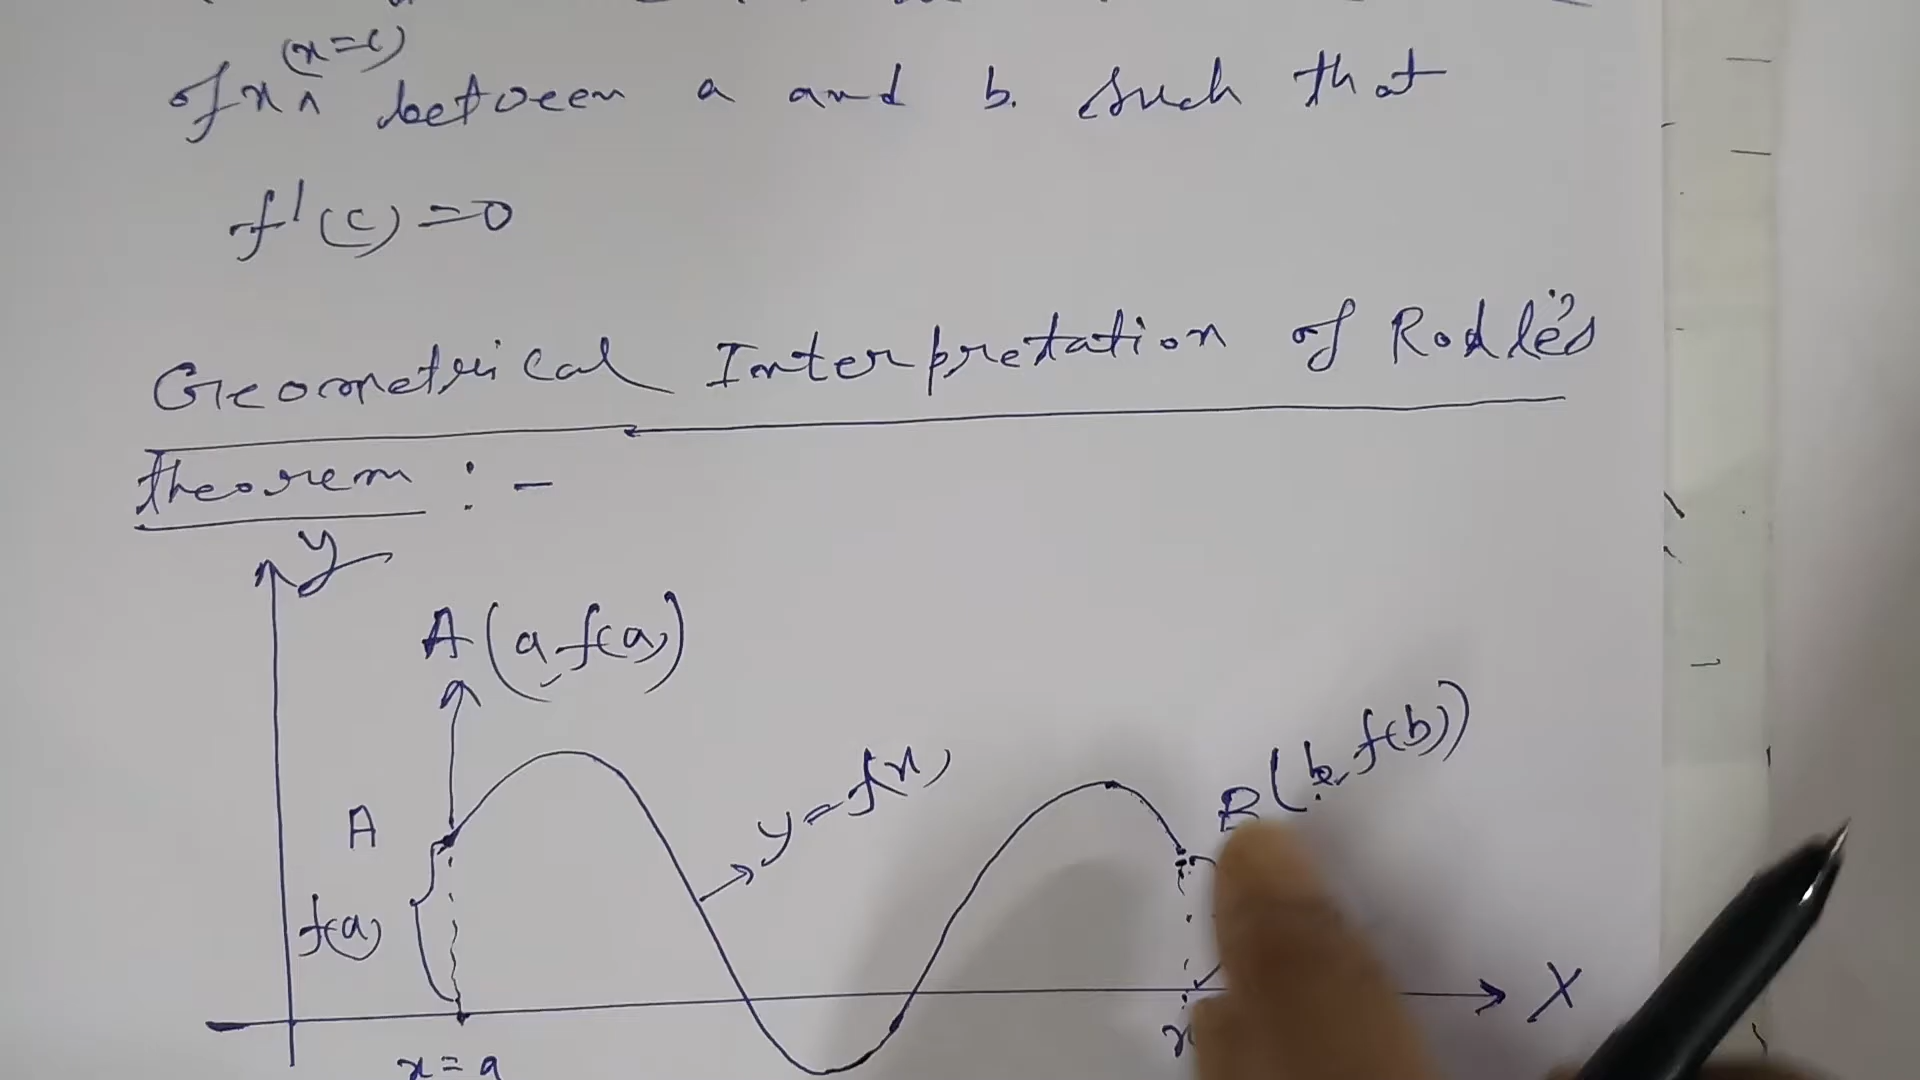 (x=c)
of x ^ between a and b. such that
f'(c)=0
Geometrical Interpretation of Rolle's
theorem :-
y
A(a, f(a))
B(b, f(b))
y=f(x)
A
f(a)
X
x
x=a